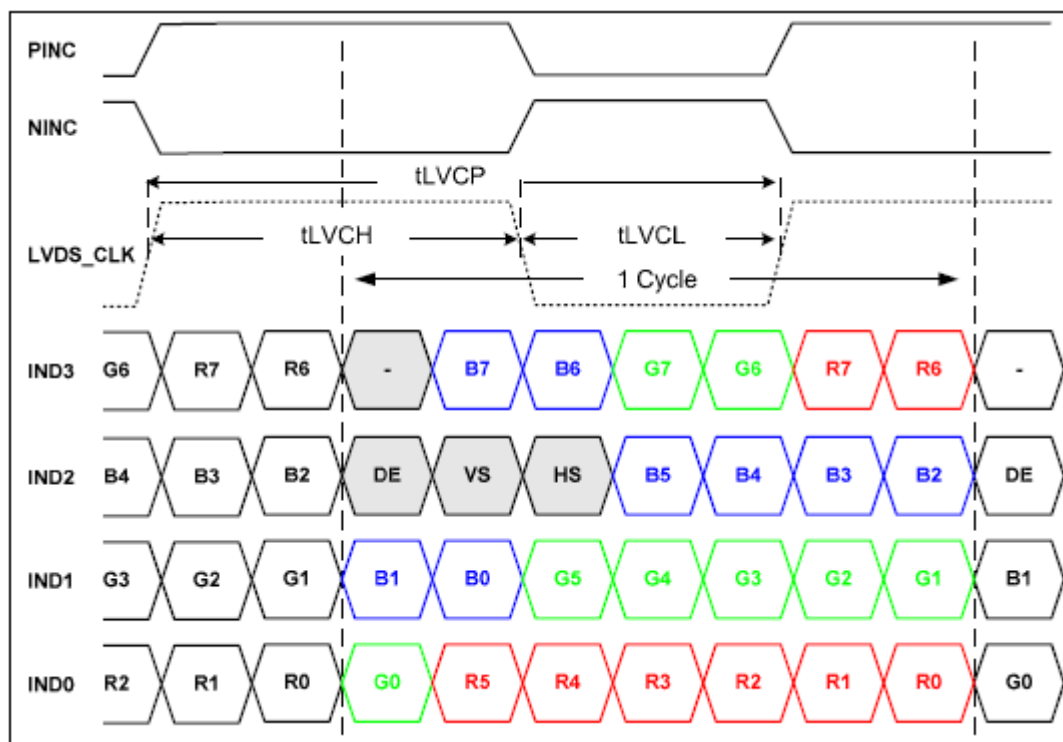 PINC
NINC
tLVCP
tLVCH tLVCL
LVDS_CLK
1 Cycle
IND3 G6 R7 R6 - B7 B6 G7 G6 R7 R6 -
IND2 B4 B3 B2 DE VS HS B5 B4 B3 B2 DE
IND1 G3 G2 G1 B1 B0 G5 G4 G3 G2 G1 B1
IND0 R2 R1 R0 G0 R5 R4 R3 R2 R1 R0 G0